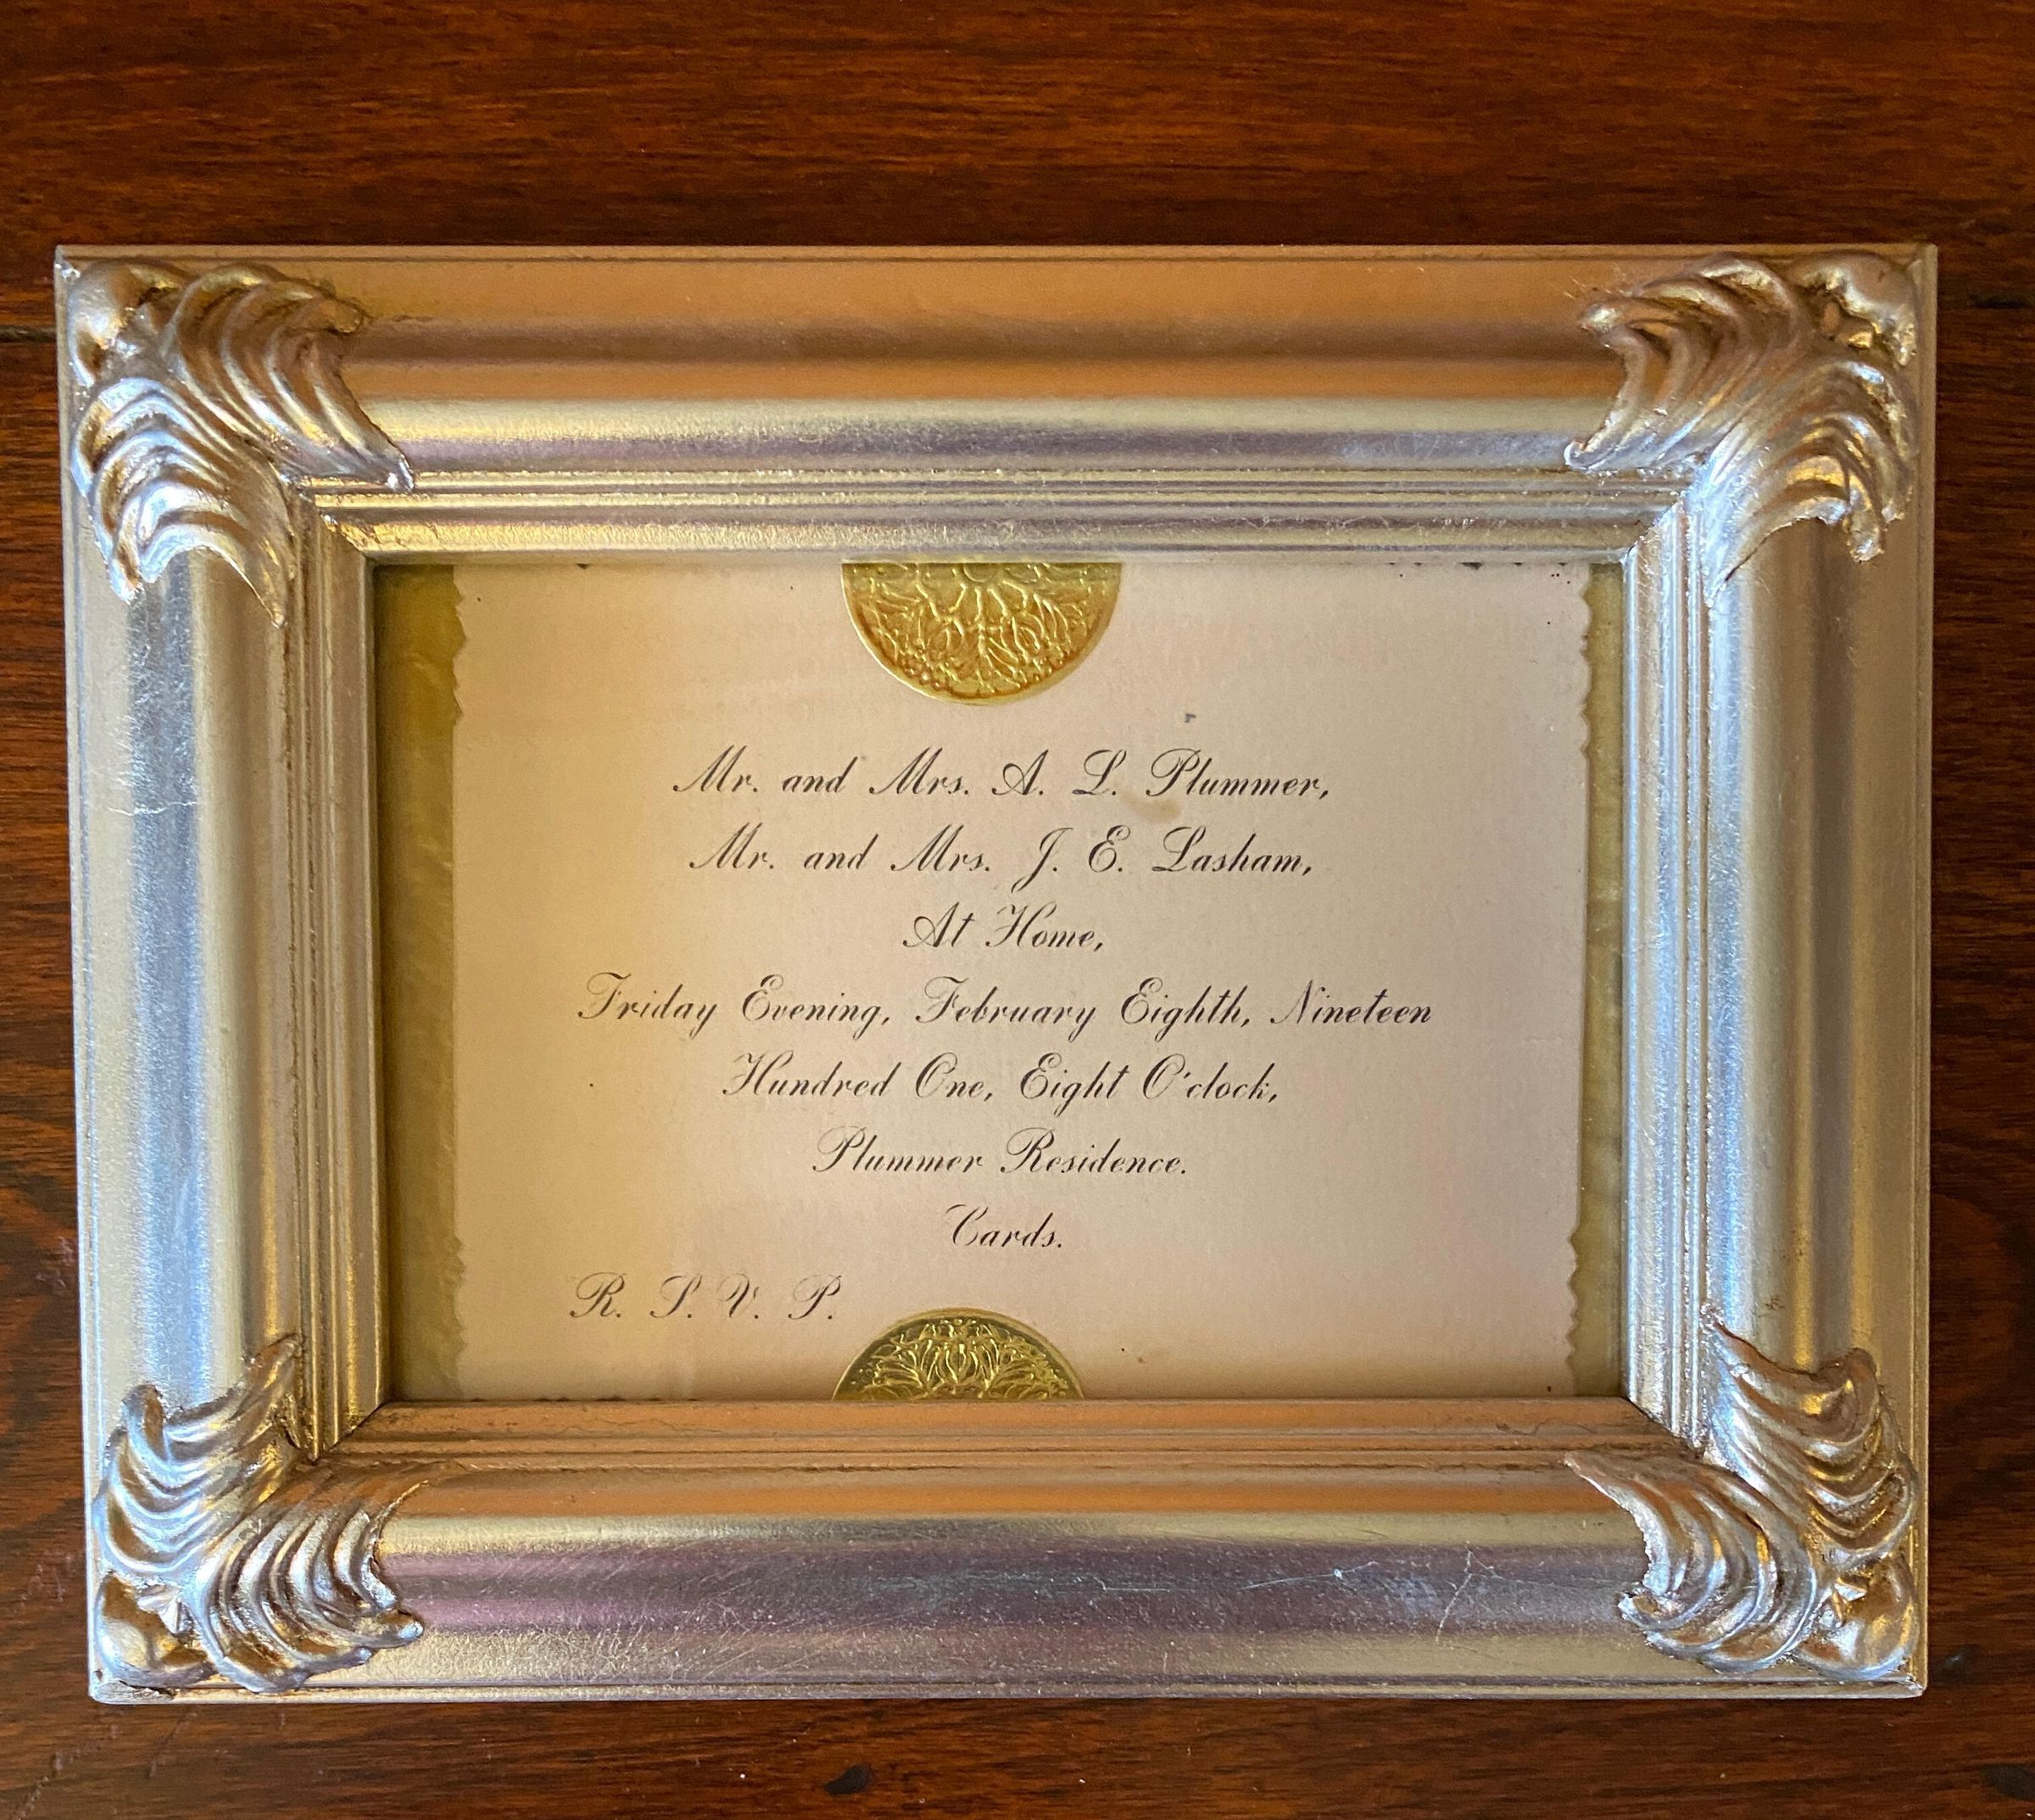 Mr. and Mrs. A. L. Plummer,
Mr. and Mrs. J. E. Lasham,
At Home,
Friday Evening, February Eighth, Nineteen
Hundred One, Eight O'clock,
Plummer Residence.
Cards.
R. S. V. P.